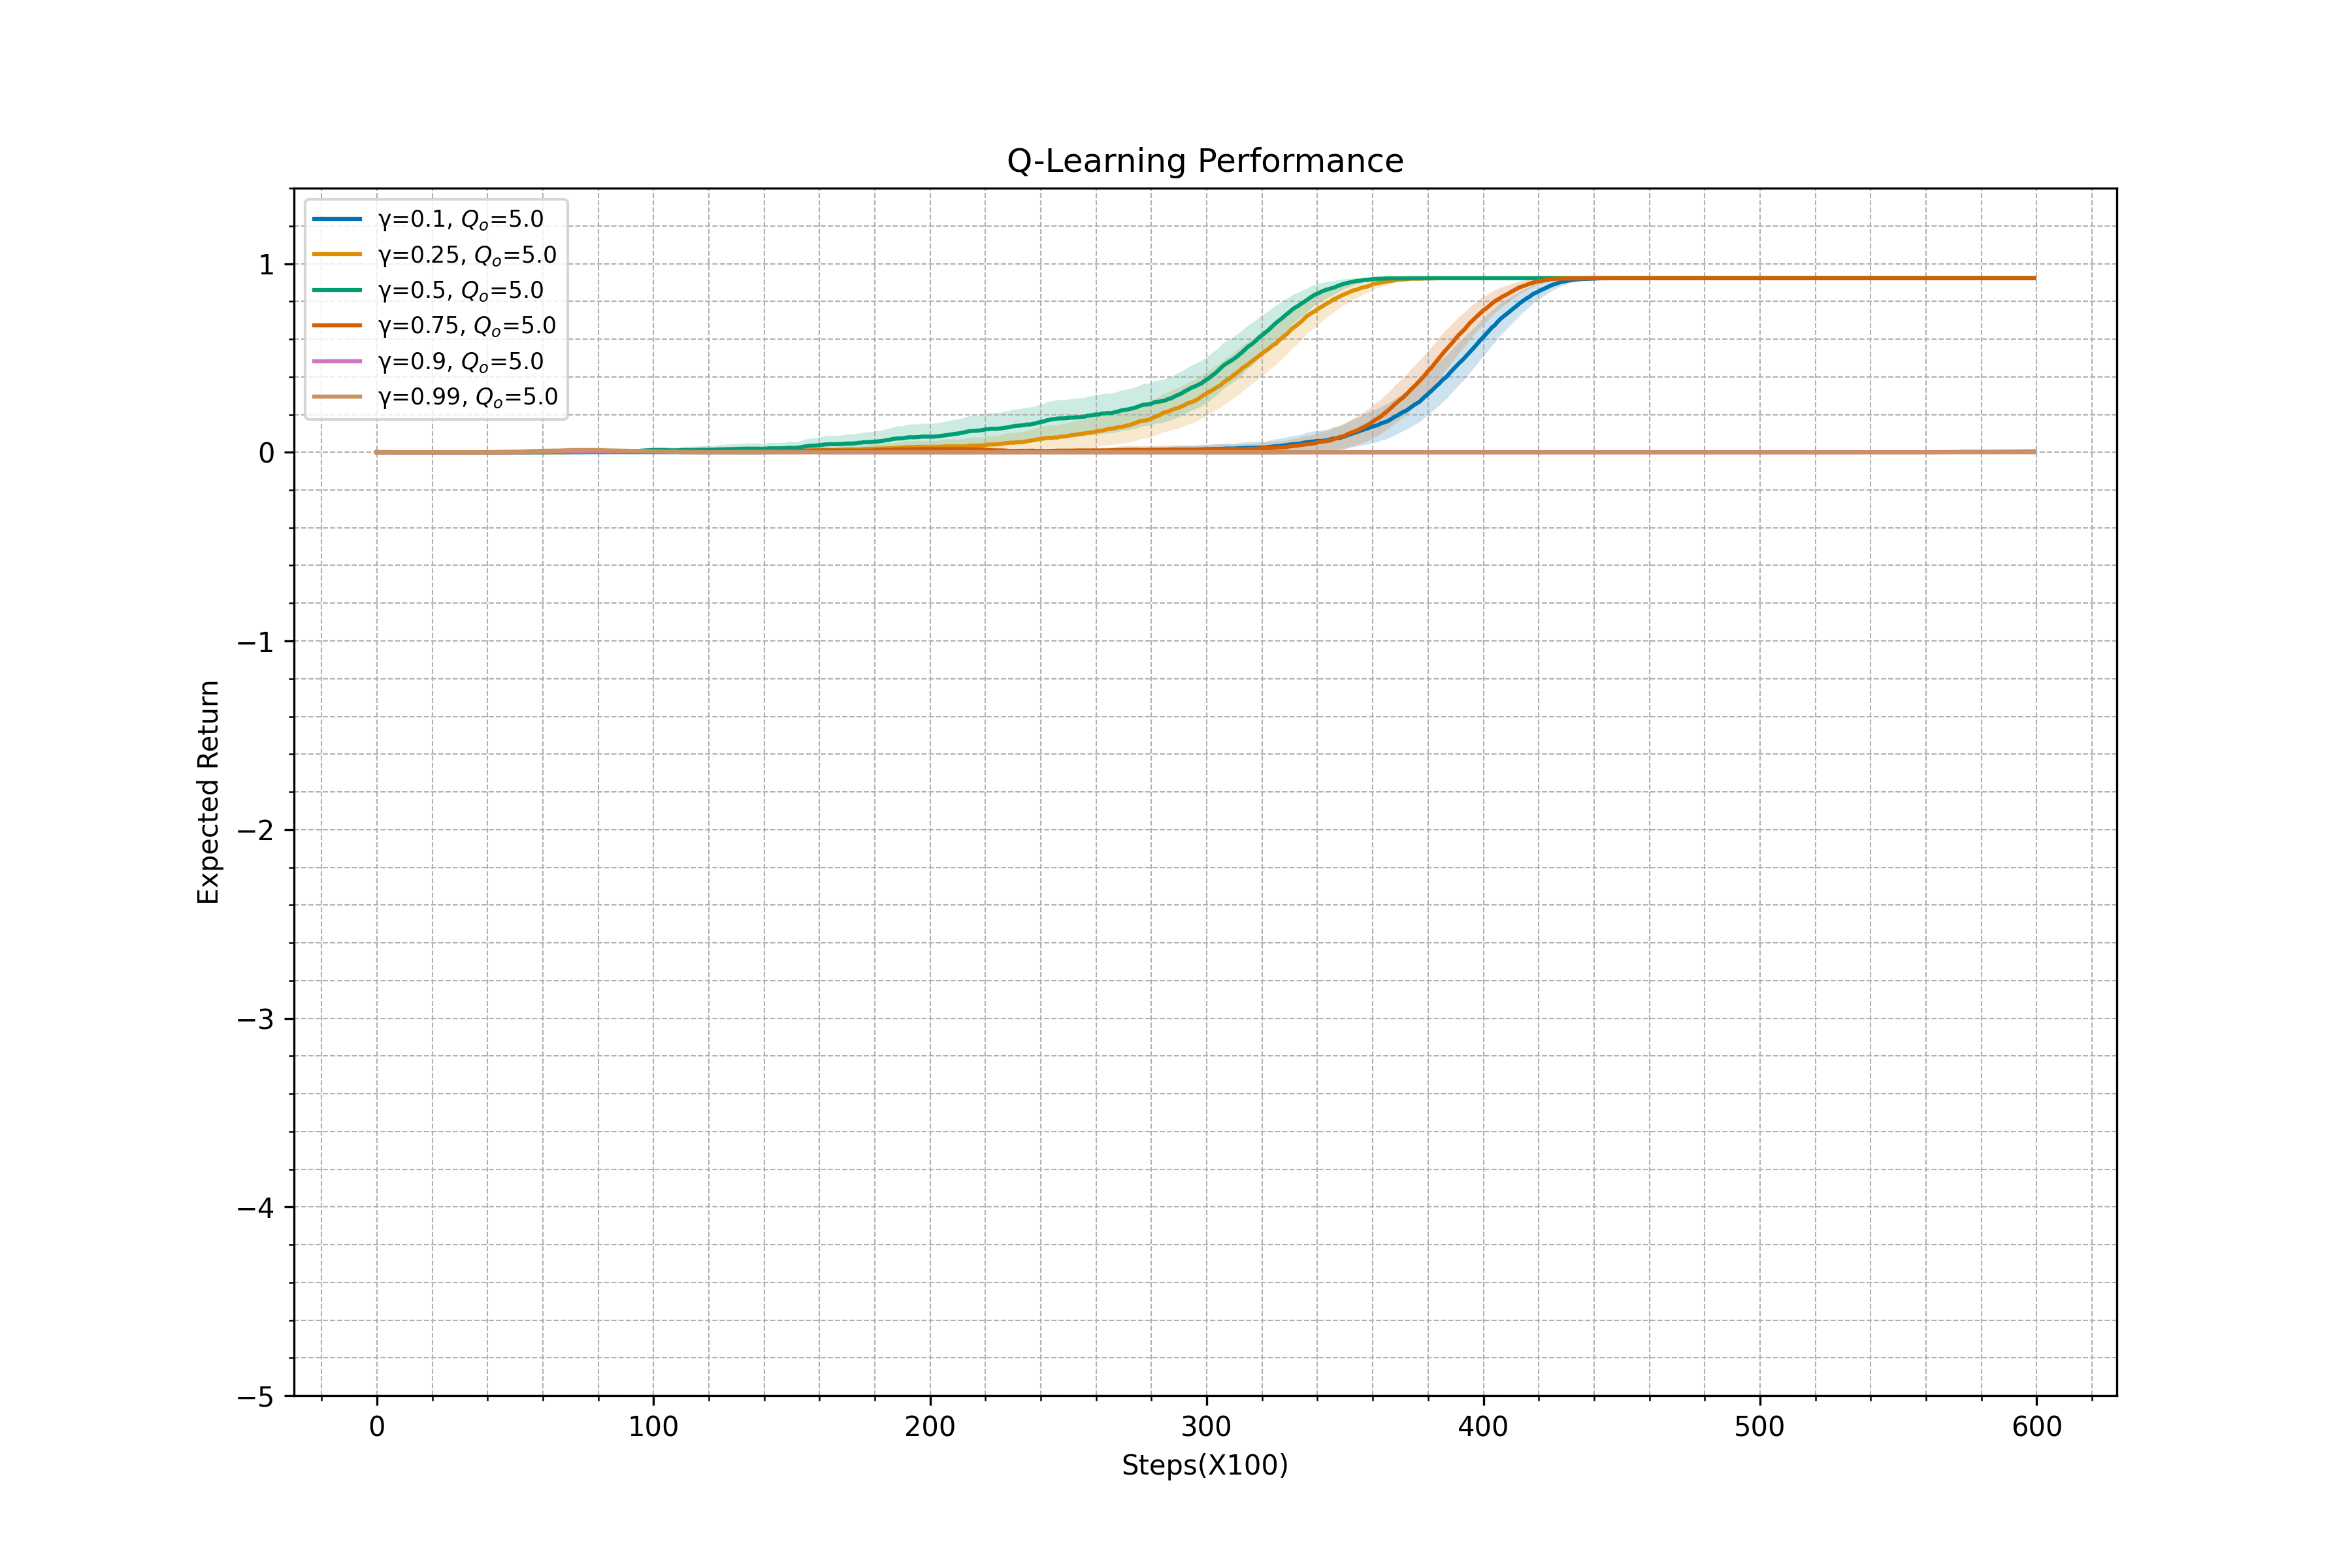 Q-Learning Performance
γ=0.1, Qₒ=5.0
γ=0.25, Qₒ=5.0
γ=0.5, Qₒ=5.0
γ=0.75, Qₒ=5.0
γ=0.9, Qₒ=5.0
γ=0.99, Qₒ=5.0
1
0
−1
−2
−3
−4
−5
Expected Return
0 100 200 300 400 500 600
Steps(X100)